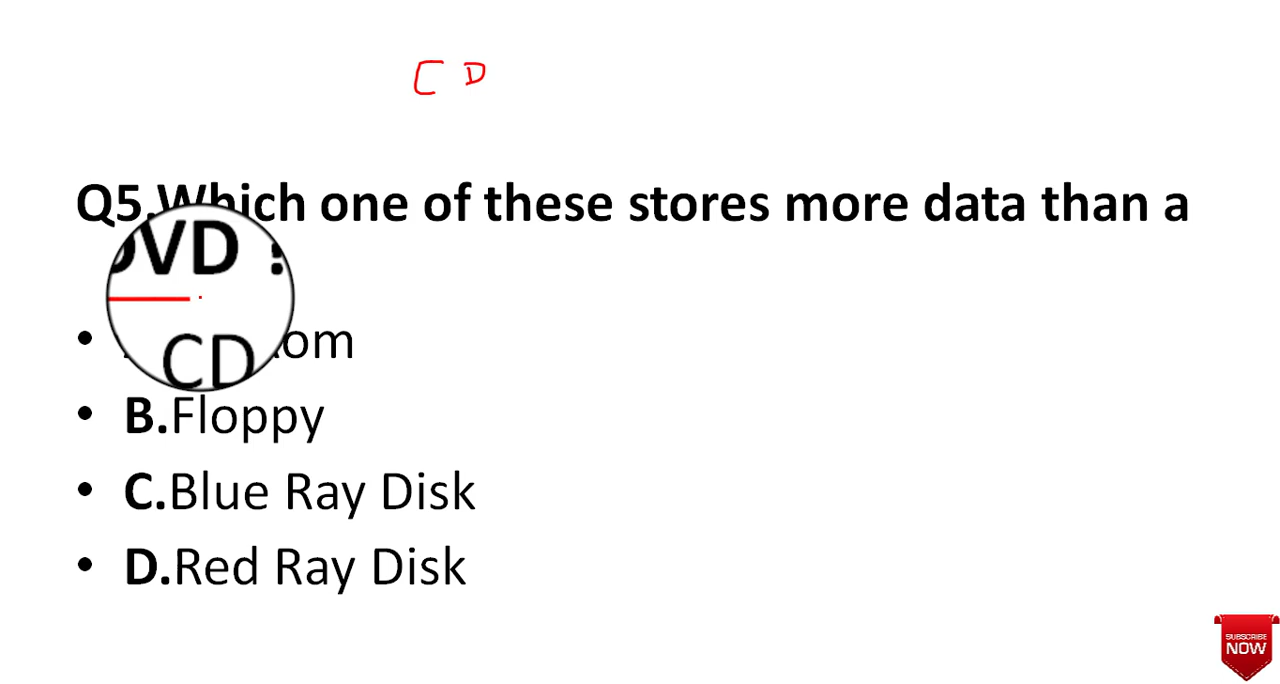 C D
Q5.Which one of these stores more data than a
DVD :
CD om
• B.Floppy
• C.Blue Ray Disk
• D.Red Ray Disk
SUBSCRIBE
NOW